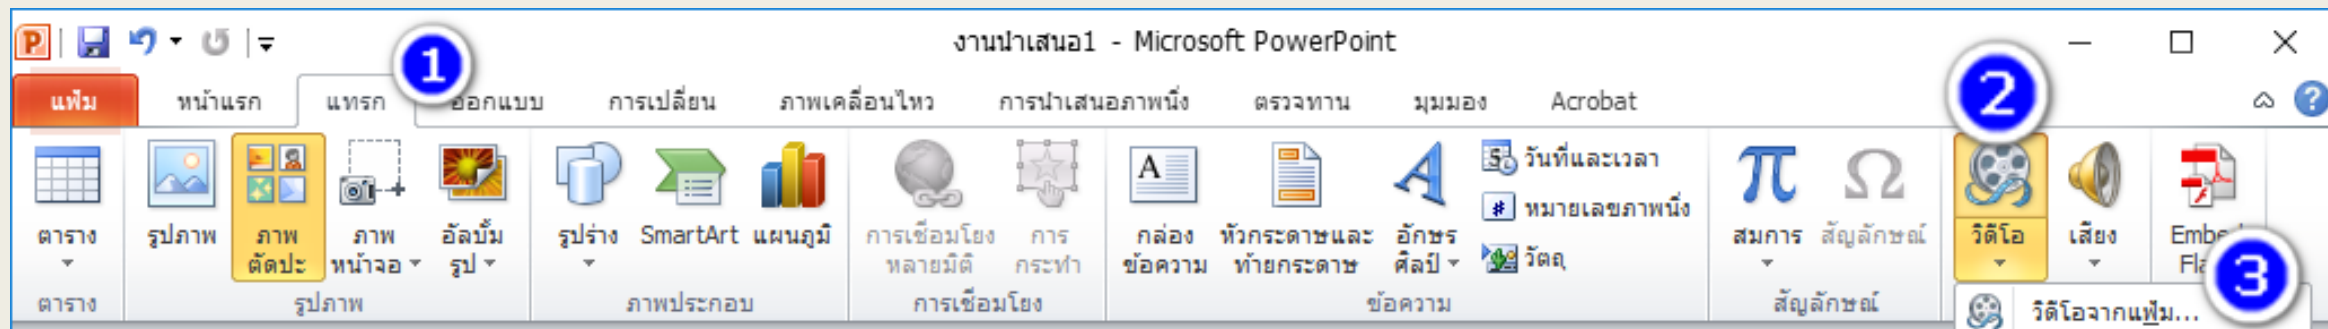 งานนำเสนอ1 - Microsoft PowerPoint
1
2
แฟ้ม หน้าแรก แทรก ออกแบบ การเปลี่ยน ภาพเคลื่อนไหว การนำเสนอภาพนิ่ง ตรวจทาน มุมมอง Acrobat
ตาราง รูปภาพ ภาพ ภาพ อัลบั้ม รูปร่าง SmartArt แผนภูมิ การเชื่อมโยง การ กล่อง หัวกระดาษและ อักษร วันที่และเวลา สมการ สัญลักษณ์ วิดีโอ เสียง
ตัดปะ หน้าจอ รูป หลายมิติ กระทำ ข้อความ ท้ายกระดาษ ศิลป์ หมายเลขภาพนิ่ง
วัตถุ
3
ตาราง รูปภาพ ภาพประกอบ การเชื่อมโยง ข้อความ สัญลักษณ์
วิดีโอจากแฟ้ม...